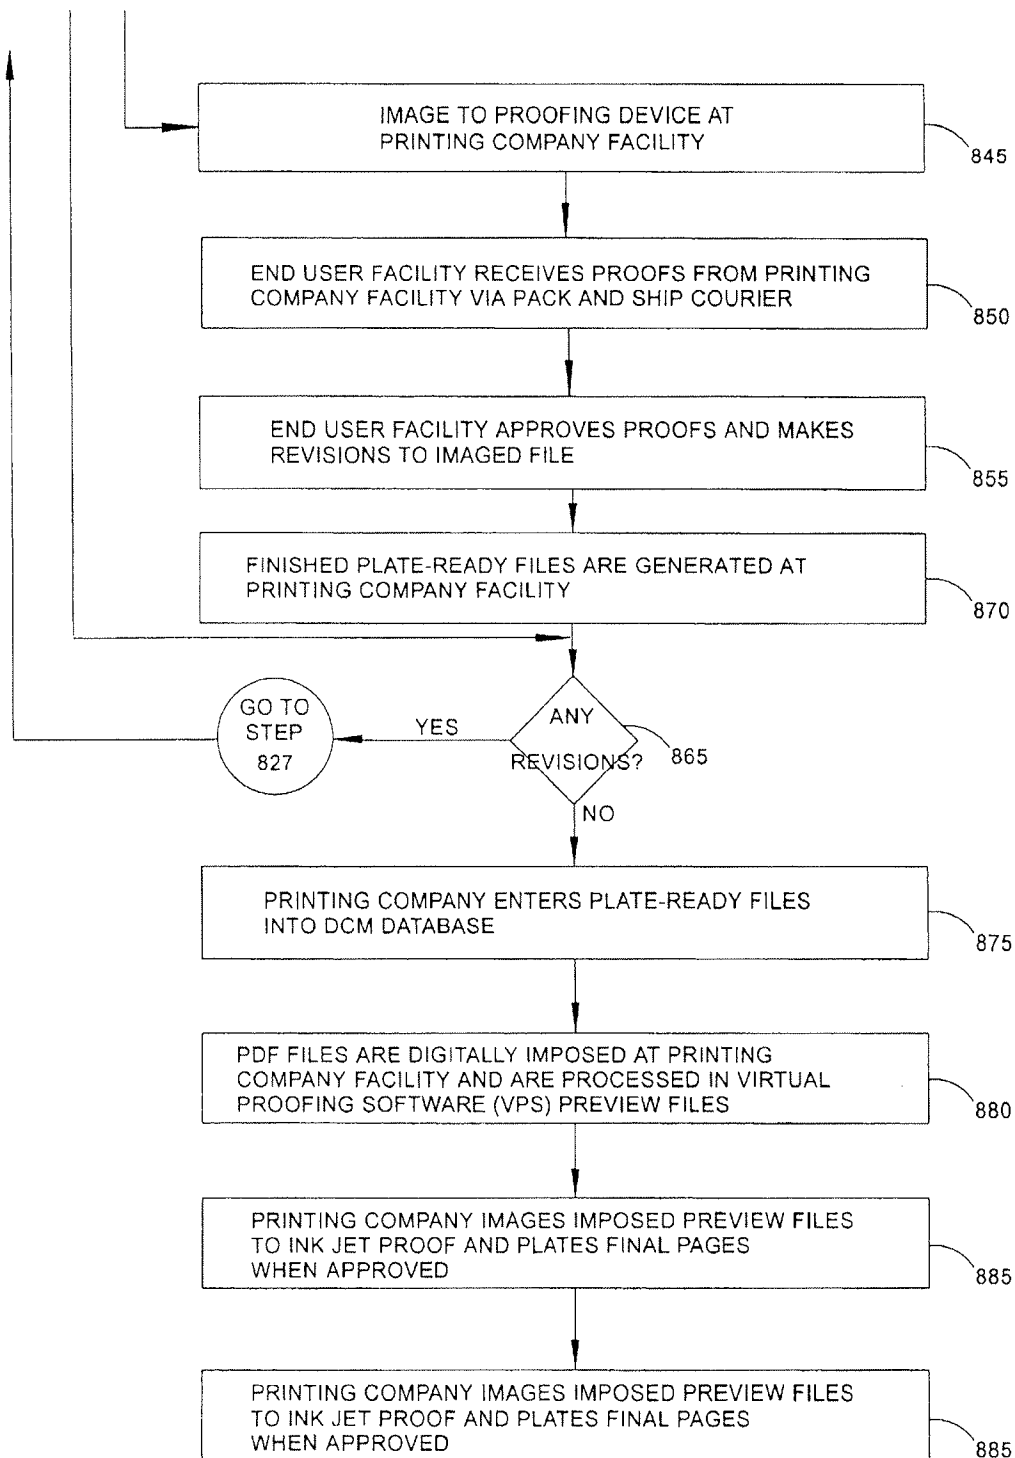 IMAGE TO PROOFING DEVICE AT
PRINTING COMPANY FACILITY
845
END USER FACILITY RECEIVES PROOFS FROM PRINTING
COMPANY FACILITY VIA PACK AND SHIP COURIER
850
END USER FACILITY APPROVES PROOFS AND MAKES
REVISIONS TO IMAGED FILE
855
FINISHED PLATE-READY FILES ARE GENERATED AT
PRINTING COMPANY FACILITY
870
GO TO
STEP
827
YES
ANY
REVISIONS?
865
NO
PRINTING COMPANY ENTERS PLATE-READY FILES
INTO DCM DATABASE
875
PDF FILES ARE DIGITALLY IMPOSED AT PRINTING
COMPANY FACILITY AND ARE PROCESSED IN VIRTUAL
PROOFING SOFTWARE (VPS) PREVIEW FILES
880
PRINTING COMPANY IMAGES IMPOSED PREVIEW FILES
TO INK JET PROOF AND PLATES FINAL PAGES
WHEN APPROVED
885
PRINTING COMPANY IMAGES IMPOSED PREVIEW FILES
TO INK JET PROOF AND PLATES FINAL PAGES
WHEN APPROVED
885